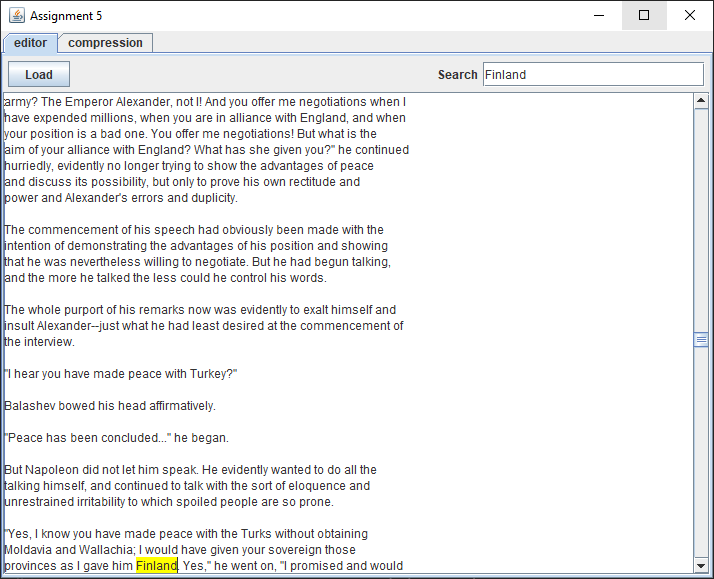 Assignment 5
editor compression
Load Search Finland
army? The Emperor Alexander, not I! And you offer me negotiations when I
have expended millions, when you are in alliance with England, and when
your position is a bad one. You offer me negotiations! But what is the
aim of your alliance with England? What has she given you?" he continued
hurriedly, evidently no longer trying to show the advantages of peace
and discuss its possibility, but only to prove his own rectitude and
power and Alexander's errors and duplicity.
The commencement of his speech had obviously been made with the
intention of demonstrating the advantages of his position and showing
that he was nevertheless willing to negotiate. But he had begun talking,
and the more he talked the less could he control his words.
The whole purport of his remarks now was evidently to exalt himself and
insult Alexander--just what he had least desired at the commencement of
the interview.
"I hear you have made peace with Turkey?"
Balashev bowed his head affirmatively.
"Peace has been concluded..." he began.
But Napoleon did not let him speak. He evidently wanted to do all the
talking himself, and continued to talk with the sort of eloquence and
unrestrained irritability to which spoiled people are so prone.
"Yes, I know you have made peace with the Turks without obtaining
Moldavia and Wallachia; I would have given your sovereign those
provinces as I gave him Finland. Yes," he went on, "I promised and would